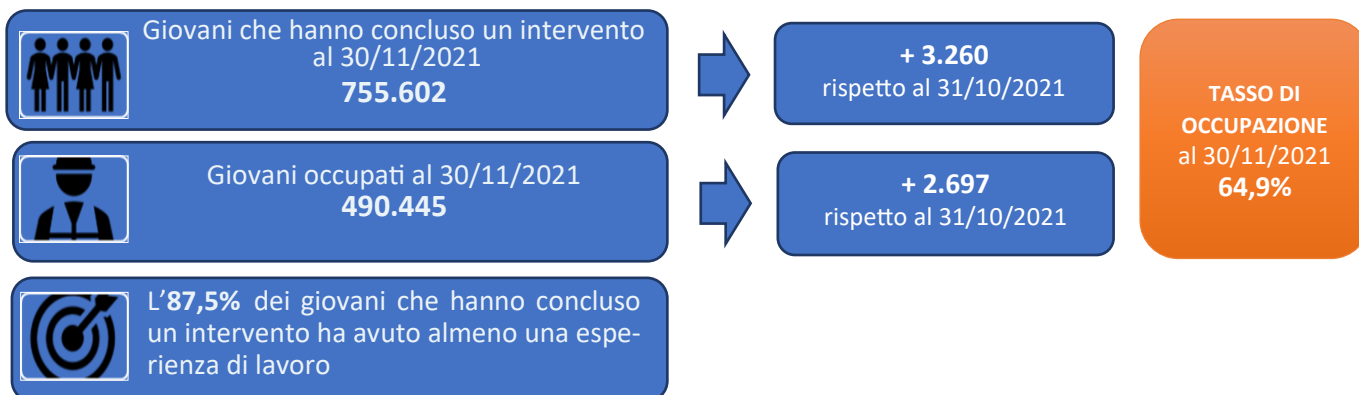 Giovani che hanno concluso un intervento
al 30/11/2021
755.602
+ 3.260
rispetto al 31/10/2021
Giovani occupati al 30/11/2021
490.445
+ 2.697
rispetto al 31/10/2021
TASSO DI
OCCUPAZIONE
al 30/11/2021
64,9%
L'87,5% dei giovani che hanno concluso
un intervento ha avuto almeno una espe-
rienza di lavoro